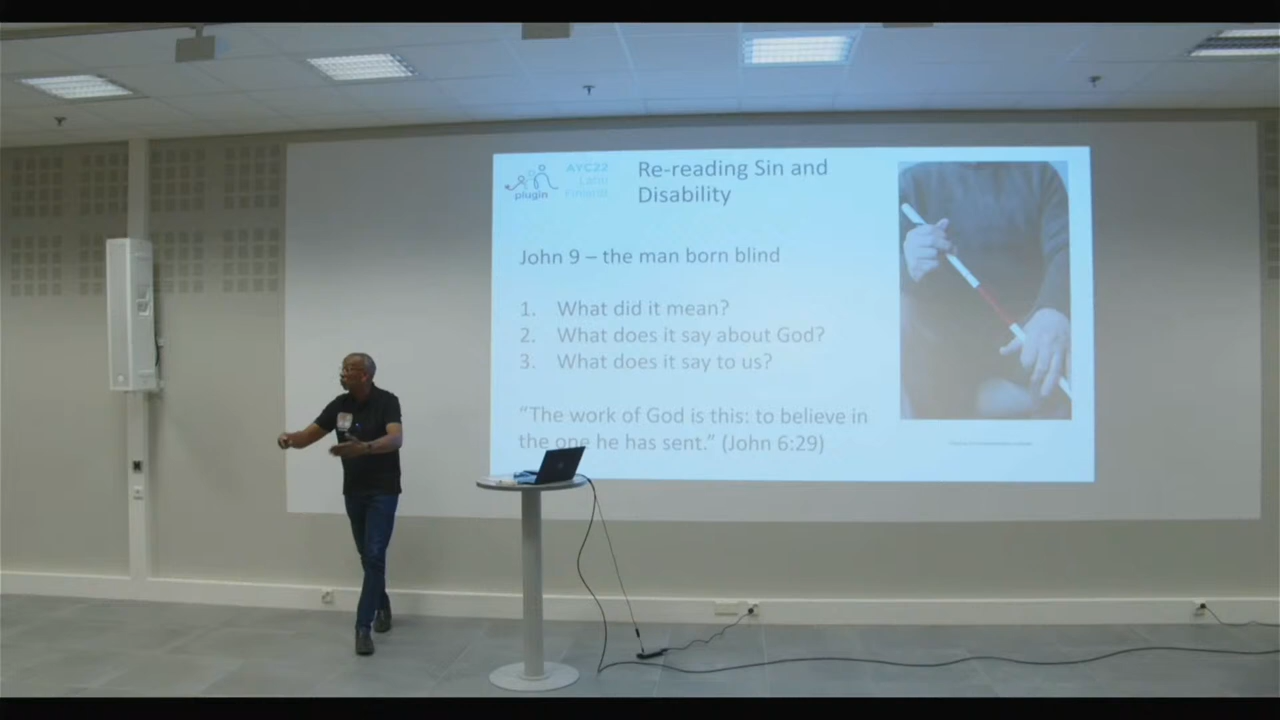 plugin
AYC22
Lahti
Finland
Re-reading Sin and
Disability
John 9 – the man born blind
1. What did it mean?
2. What does it say about God?
3. What does it say to us?
“The work of God is this: to believe in
the one he has sent.” (John 6:29)